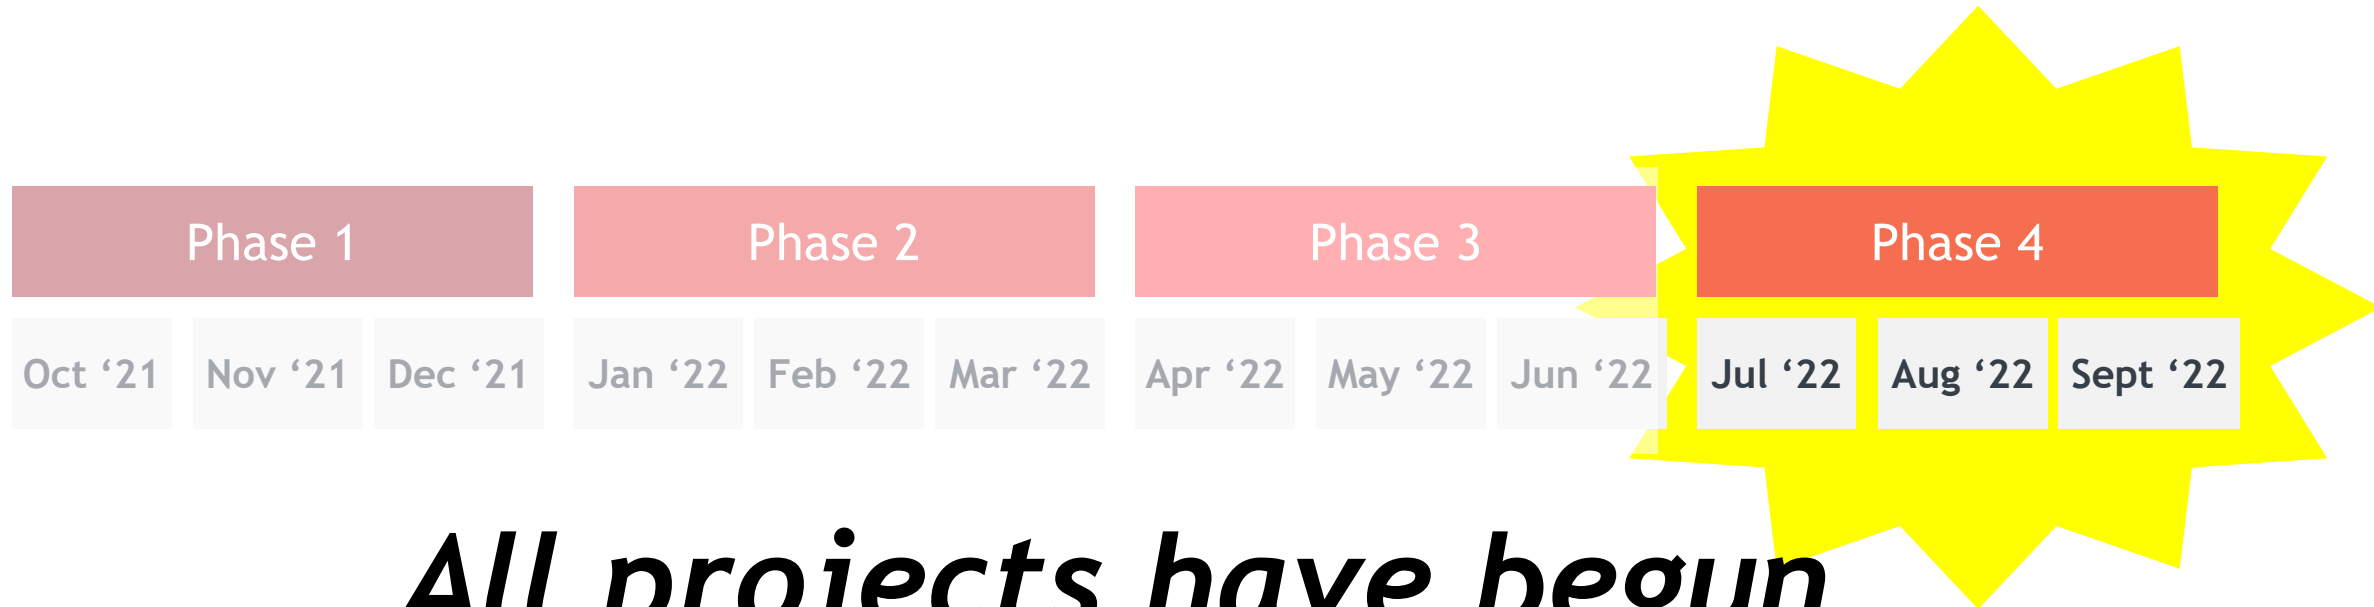 Phase 1 Phase 2 Phase 3 Phase 4
Oct ‘21 Nov ‘21 Dec ‘21 Jan ‘22 Feb ‘22 Mar ‘22 Apr ‘22 May ‘22 Jun ‘22 Jul ‘22 Aug ‘22 Sept ‘22
All projects have begun